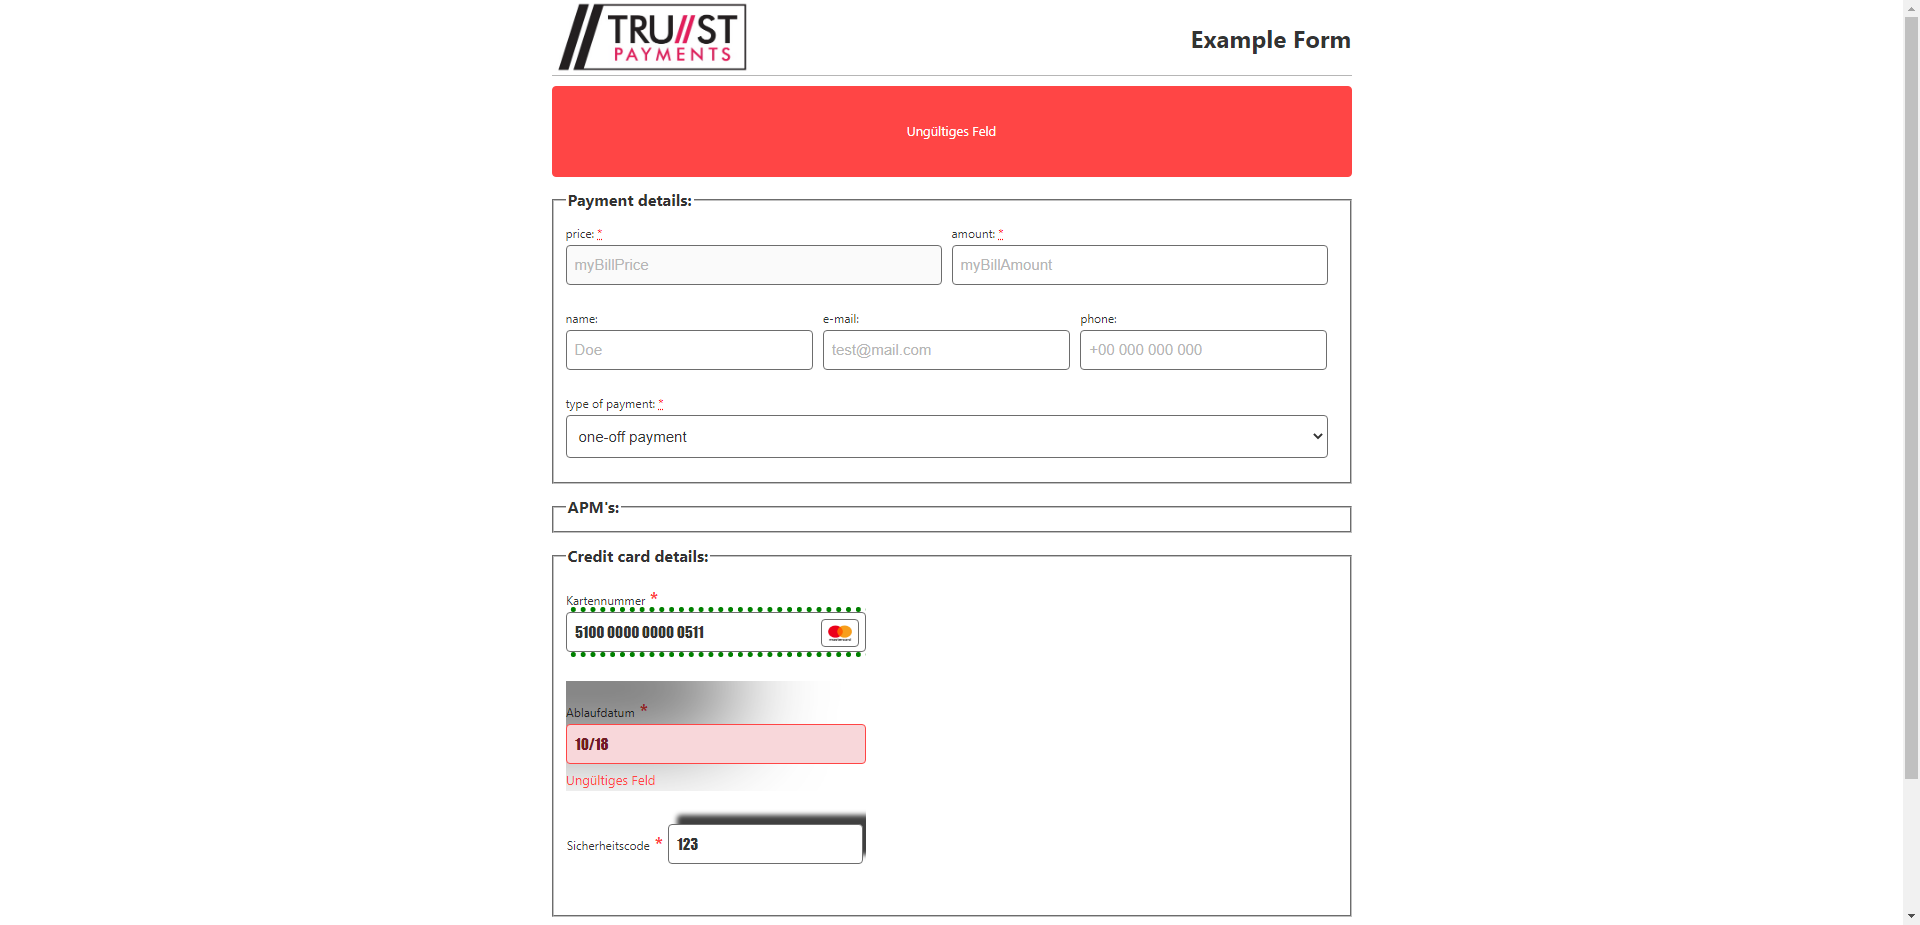 TRU//ST
PAYMENTS
Example Form
Ungültiges Feld
Payment details:
price: *
amount: *
myBillPrice
myBillAmount
name:
e-mail:
phone:
Doe
test@mail.com
+00 000 000 000
type of payment: *
one-off payment
APM's:
Credit card details:
Kartennummer *
5100 0000 0000 0511
mastercard
Ablaufdatum *
10/18
Ungültiges Feld
Sicherheitscode *
123